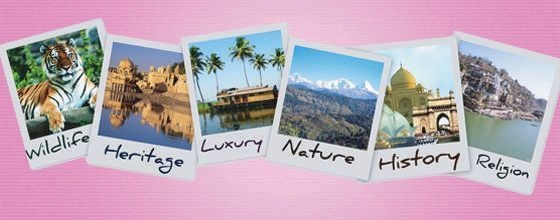 Wildlife
Heritage
Luxury
Nature
History
Religion